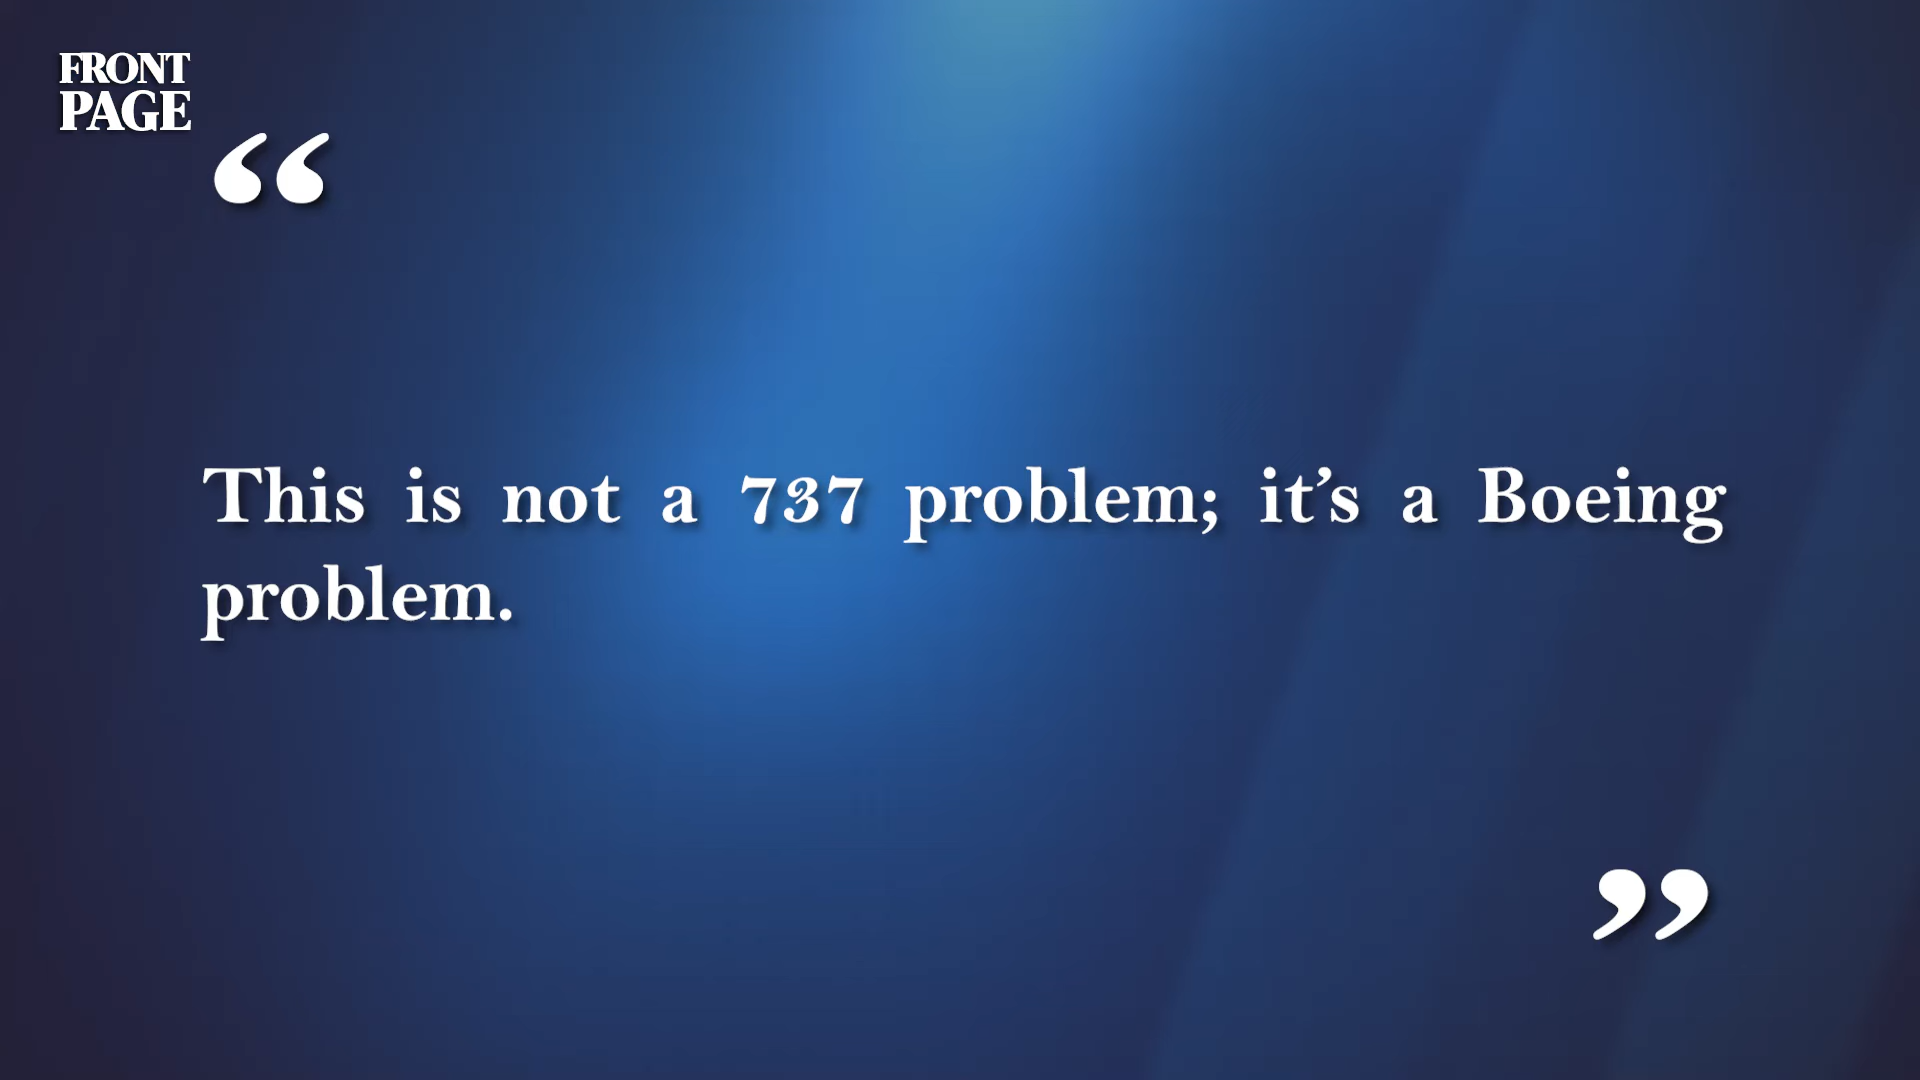 FRONT
PAGE
“
This is not a 737 problem; it’s a Boeing
problem.
”